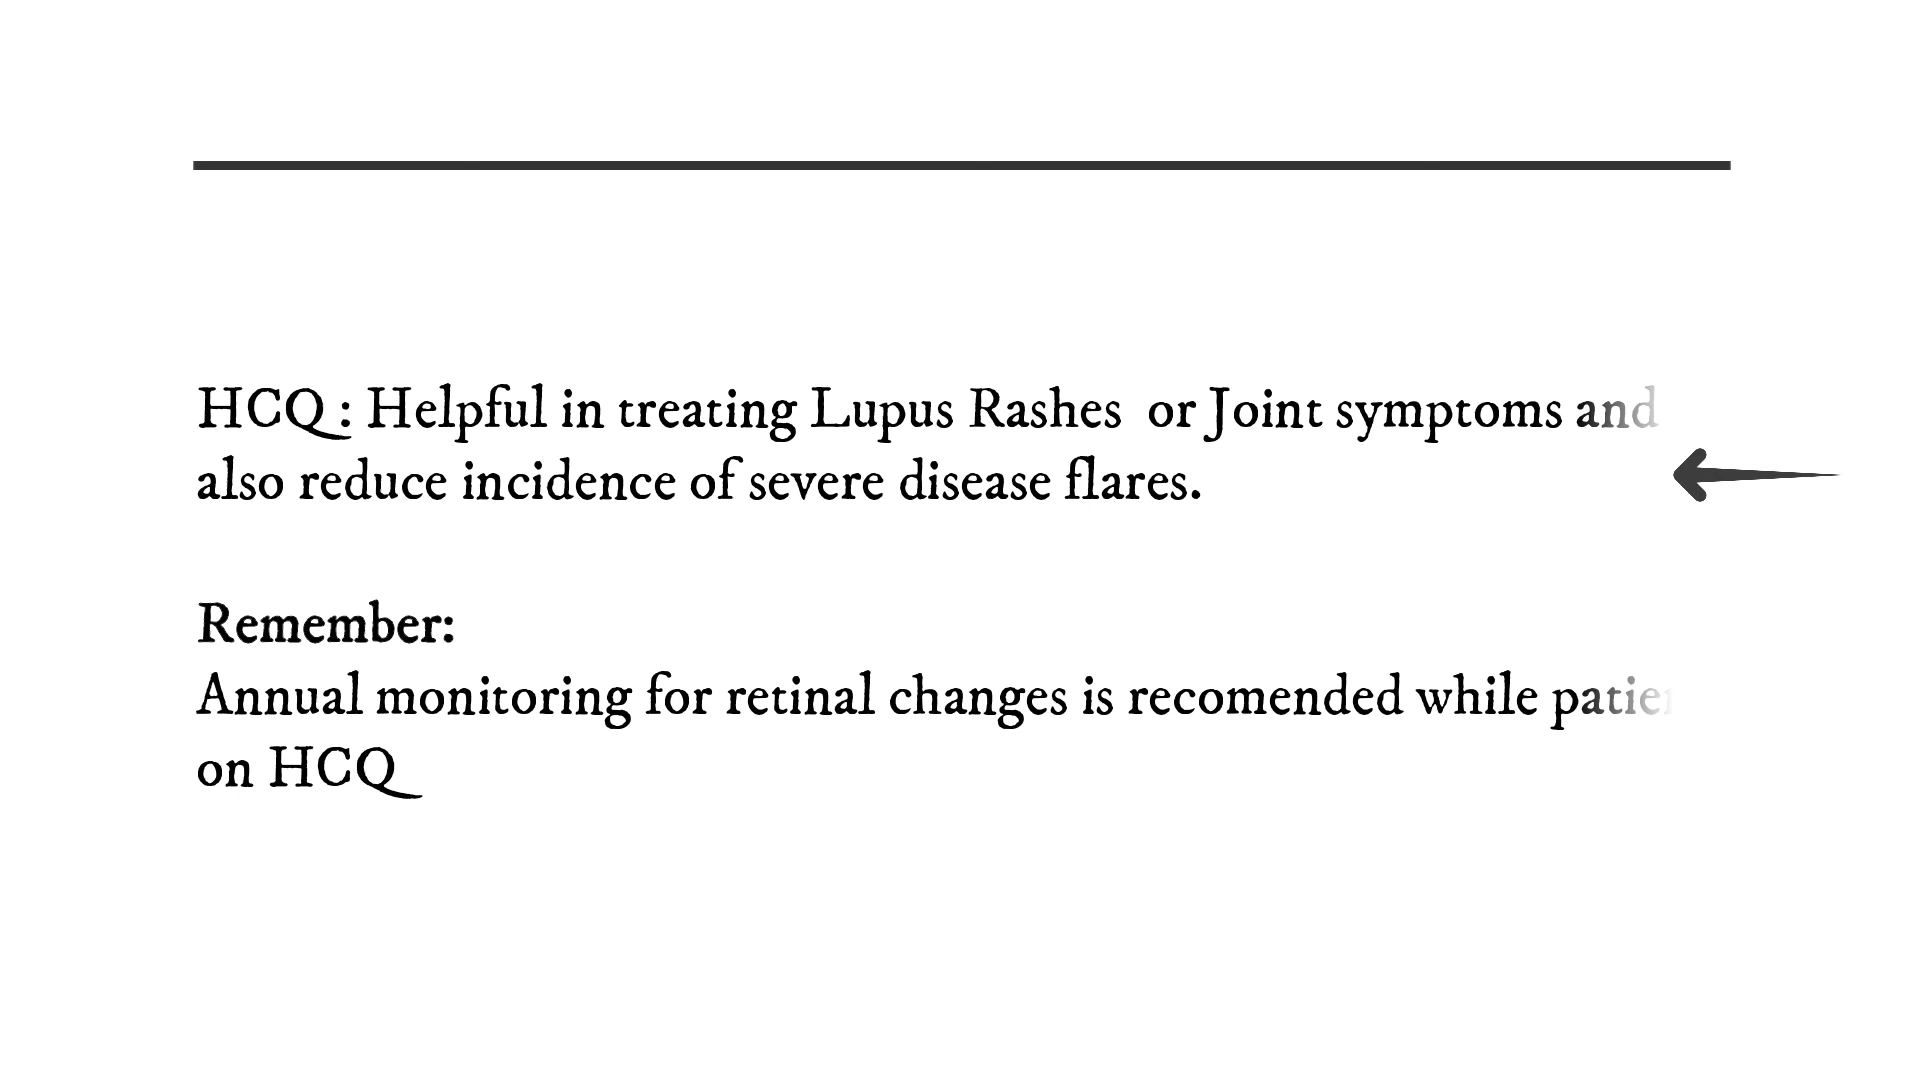 HCQ : Helpful in treating Lupus Rashes or Joint symptoms and
also reduce incidence of severe disease flares.
Remember:
Annual monitoring for retinal changes is recomended while
on HCQ